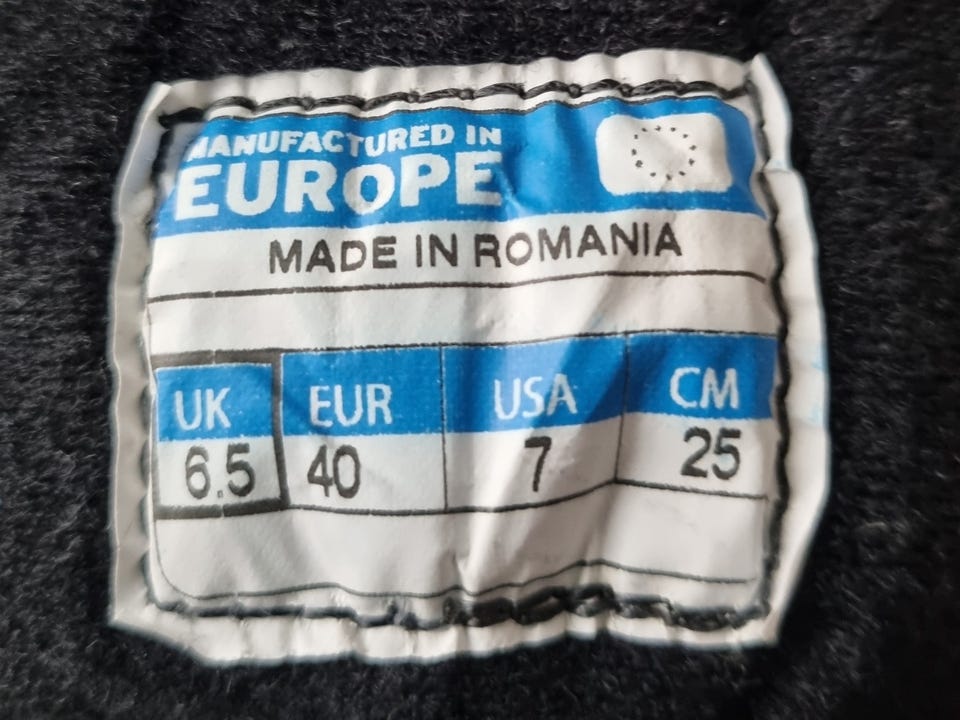 MANUFACTURED IN
EUROPE
MADE IN ROMANIA
UK EUR USA CM
6.5 40 7 25